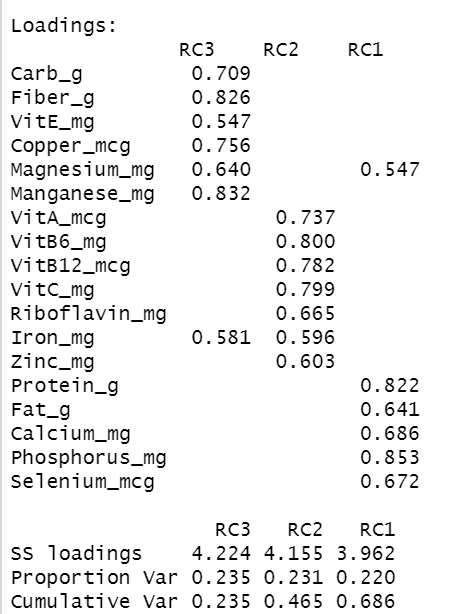 Loadings:
                RC3    RC2    RC1
Carb_g          0.709
Fiber_g         0.826
VitE_mg         0.547
Copper_mcg      0.756
Magnesium_mg    0.640         0.547
Manganese_mg    0.832
VitA_mcg               0.737
VitB6_mg               0.800
VitB12_mcg             0.782
VitC_mg                0.799
Riboflavin_mg          0.665
Iron_mg         0.581  0.596
Zinc_mg                0.603
Protein_g                     0.822
Fat_g                         0.641
Calcium_mg                    0.686
Phosphorus_mg                 0.853
Selenium_mcg                  0.672
                 RC3   RC2   RC1
SS loadings    4.224 4.155 3.962
Proportion Var 0.235 0.231 0.220
Cumulative Var 0.235 0.465 0.686